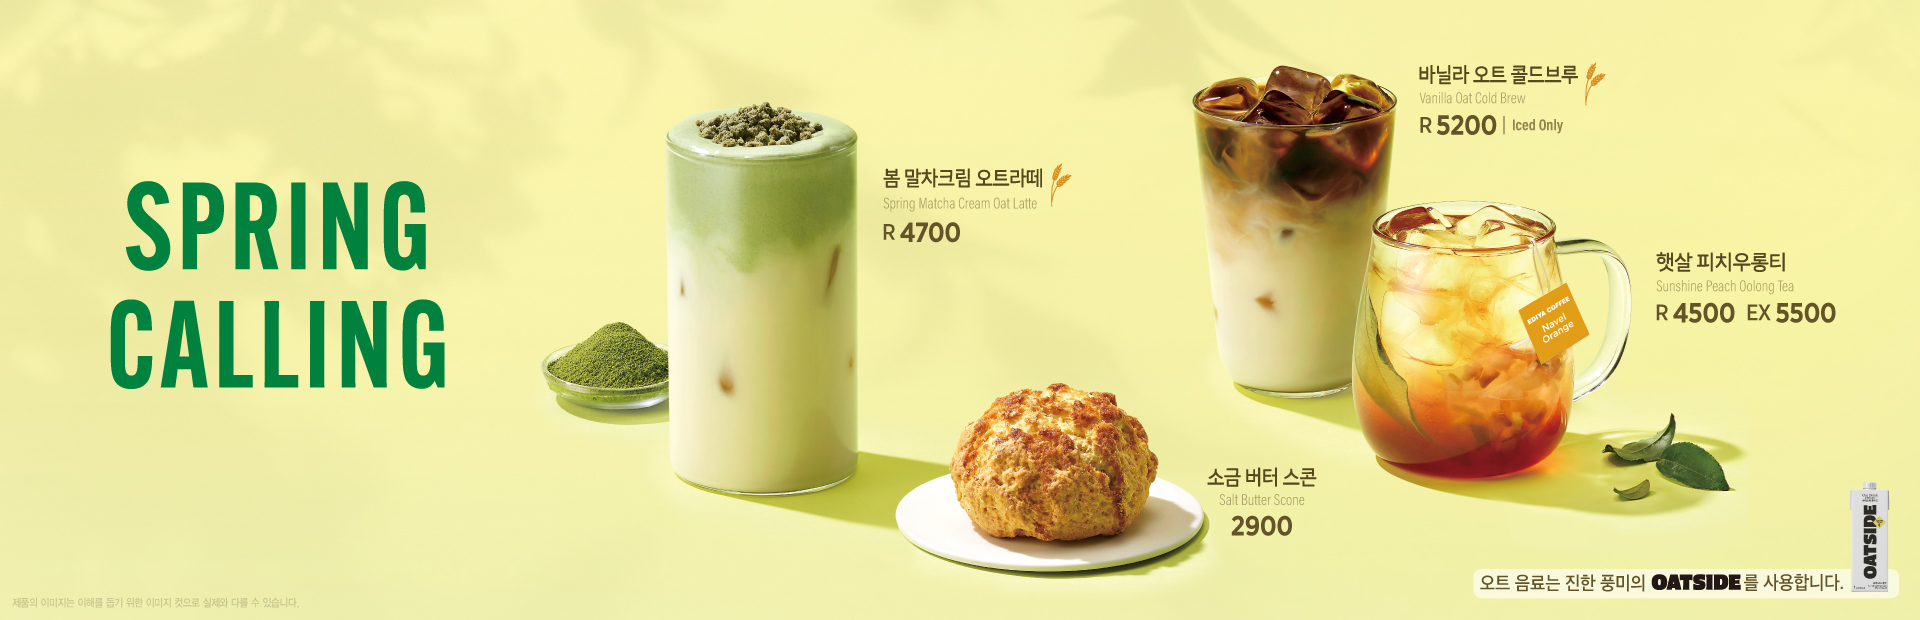 SPRING
CALLING
봄 말차크림 오트라떼
Spring Matcha Cream Oat Latte
R 4700
바닐라 오트 콜드브루
Vanilla Oat Cold Brew
R 5200 | Iced Only
햇살 피치우롱티
Sunshine Peach Oolong Tea
R 4500 EX 5500
EDIYA COFFEE
Navel
Orange
소금 버터 스콘
Salt Butter Scone
2900
OATSIDE
오트 음료는 진한 풍미의 OATSIDE를 사용합니다.
제품의 이미지는 이해를 돕기 위한 이미지 컷으로 실제와 다를 수 있습니다.